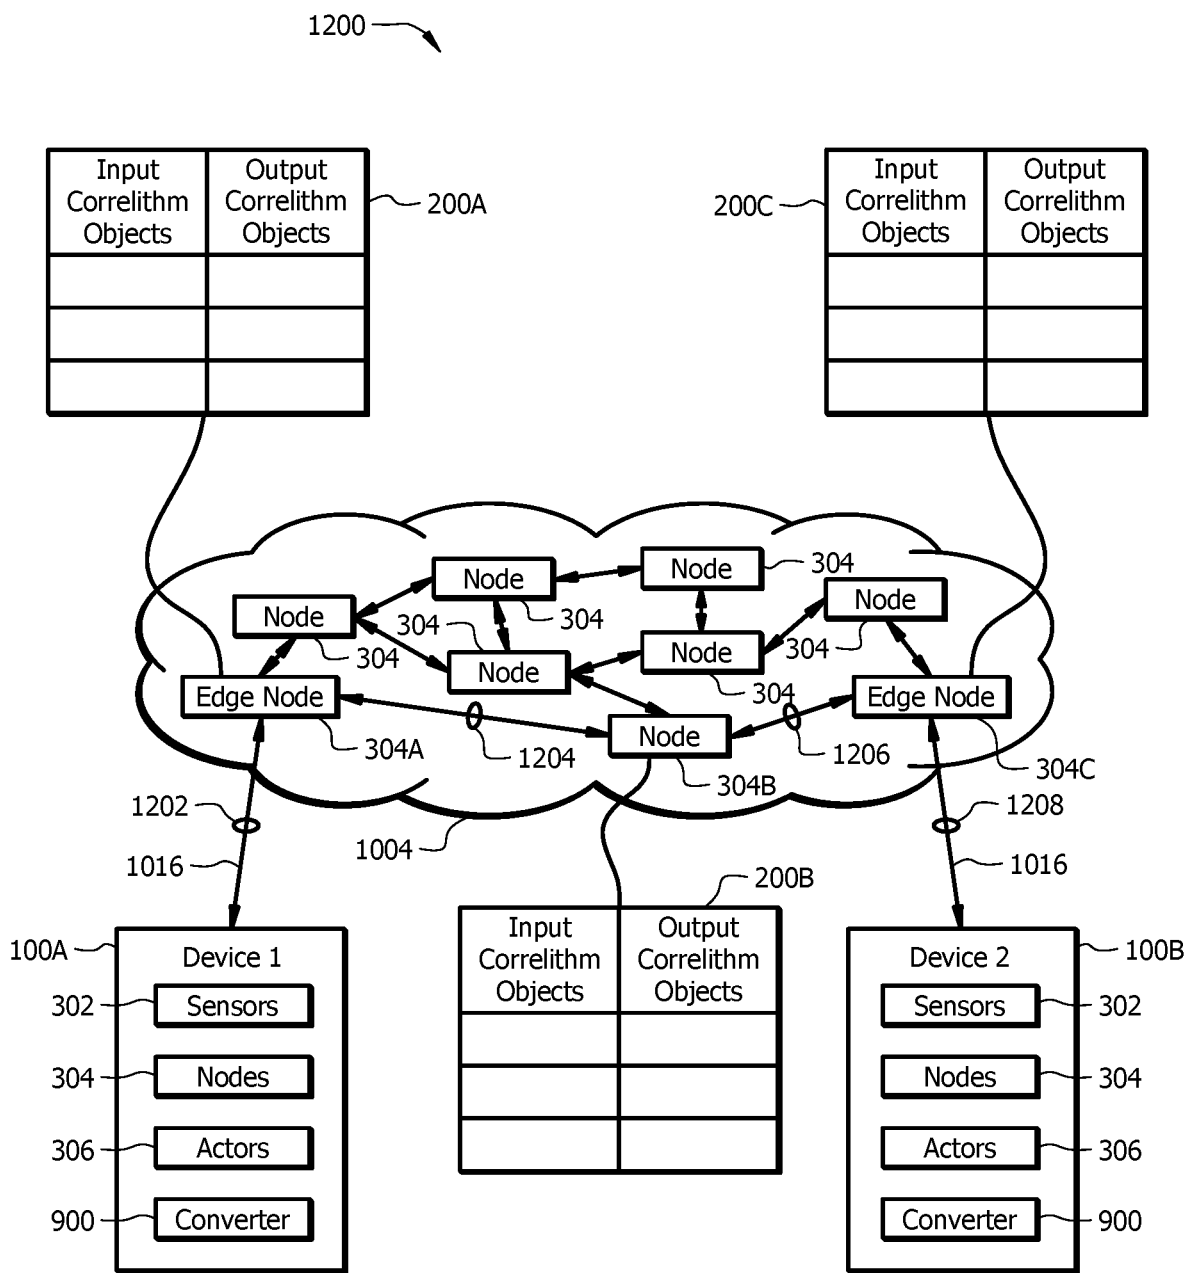 1200
Input
Correlithm
Objects
Output
Correlithm
Objects
200A
200C
Input
Correlithm
Objects
Output
Correlithm
Objects
Node
304
Node
304
Node
304
Node
304
Node
304
Node
304
Edge Node
304A
1204
Node
304B
1206
Edge Node
304C
1202
1004
1208
1016
1016
200B
Input
Correlithm
Objects
Output
Correlithm
Objects
100A
Device 1
302
Sensors
304
Nodes
306
Actors
900
Converter
100B
Device 2
Sensors
302
Nodes
304
Actors
306
Converter
900